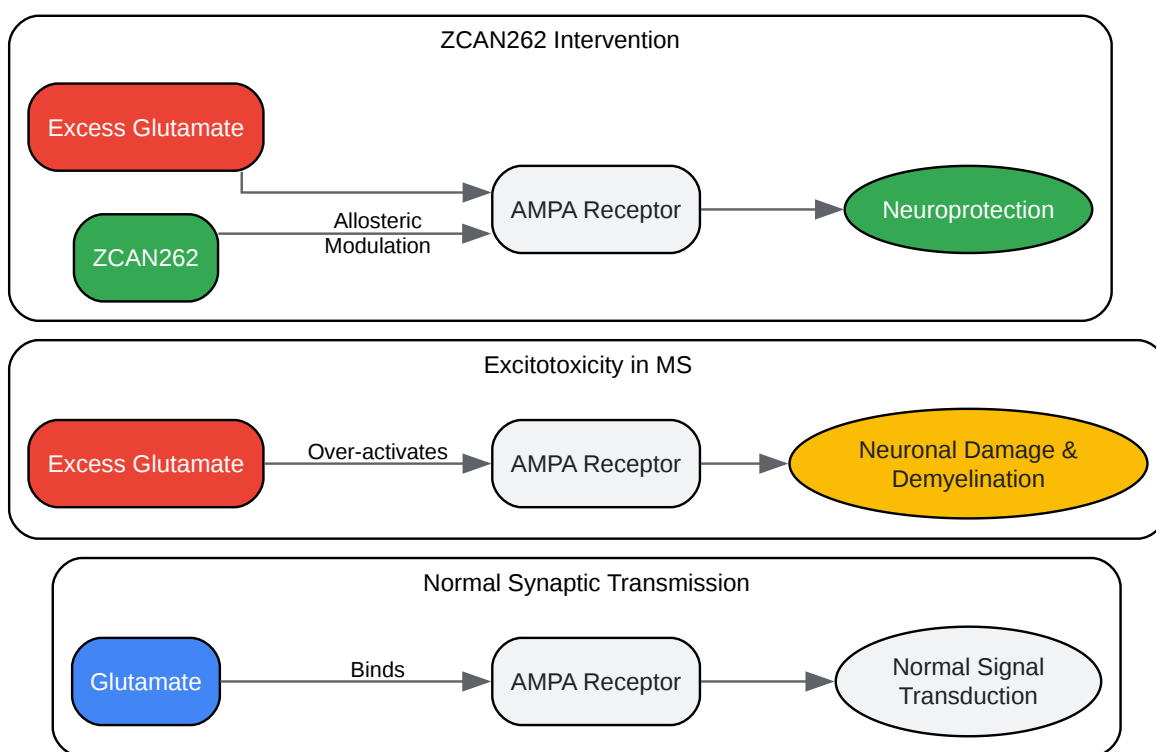 ZCAN262 Intervention
Excess Glutamate
ZCAN262
Allosteric
Modulation
AMPA Receptor
Neuroprotection
Excitotoxicity in MS
Excess Glutamate
Over-activates
AMPA Receptor
Neuronal Damage &
Demyelination
Normal Synaptic Transmission
Glutamate
Binds
AMPA Receptor
Normal Signal
Transduction